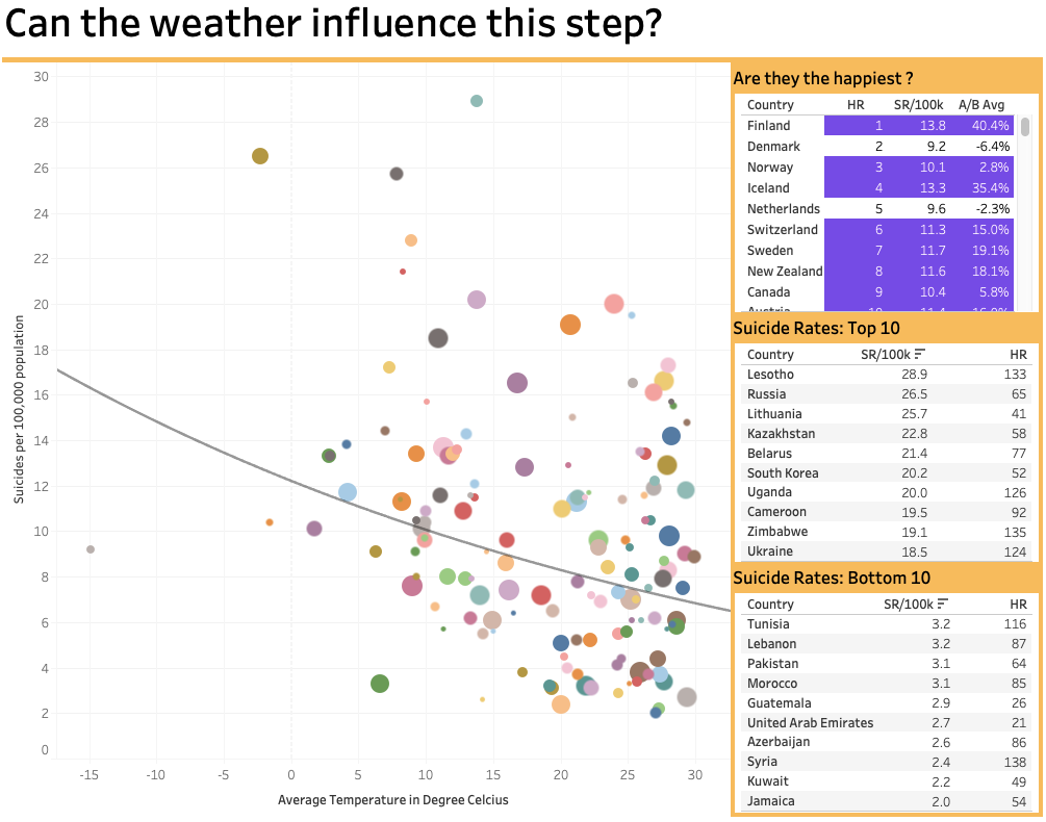 Can the weather influence this step?
30
28
26
24
22
20
18
16
14
12
10
8
6
4
2
0
Suicides per 100,000 population
-15 -10 -5 0 5 10 15 20 25 30
Average Temperature in Degree Celcius
Are they the happiest ?
Country HR SR/100k A/B Avg
Finland 1 13.8 40.4%
Denmark 2 9.2 -6.4%
Norway 3 10.1 2.8%
Iceland 4 13.3 35.4%
Netherlands 5 9.6 -2.3%
Switzerland 6 11.3 15.0%
Sweden 7 11.7 19.1%
New Zealand 8 11.6 18.1%
Canada 9 10.4 5.8%
Austria
Suicide Rates: Top 10
Country SR/100k HR
Lesotho 28.9 133
Russia 26.5 65
Lithuania 25.7 41
Kazakhstan 22.8 58
Belarus 21.4 77
South Korea 20.2 52
Uganda 20.0 126
Cameroon 19.5 92
Zimbabwe 19.1 135
Ukraine 18.5 124
Suicide Rates: Bottom 10
Country SR/100k HR
Tunisia 3.2 116
Lebanon 3.2 87
Pakistan 3.1 64
Morocco 3.1 85
Guatemala 2.9 26
United Arab Emirates 2.7 21
Azerbaijan 2.6 86
Syria 2.4 138
Kuwait 2.2 49
Jamaica 2.0 54